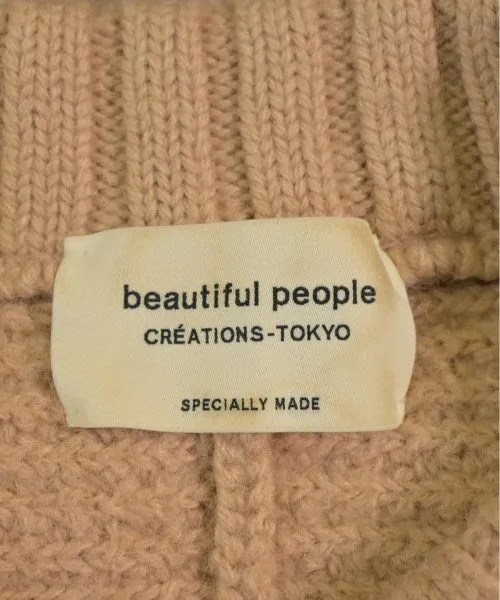 beautiful people
CRÉATIONS-TOKYO
SPECIALLY MADE